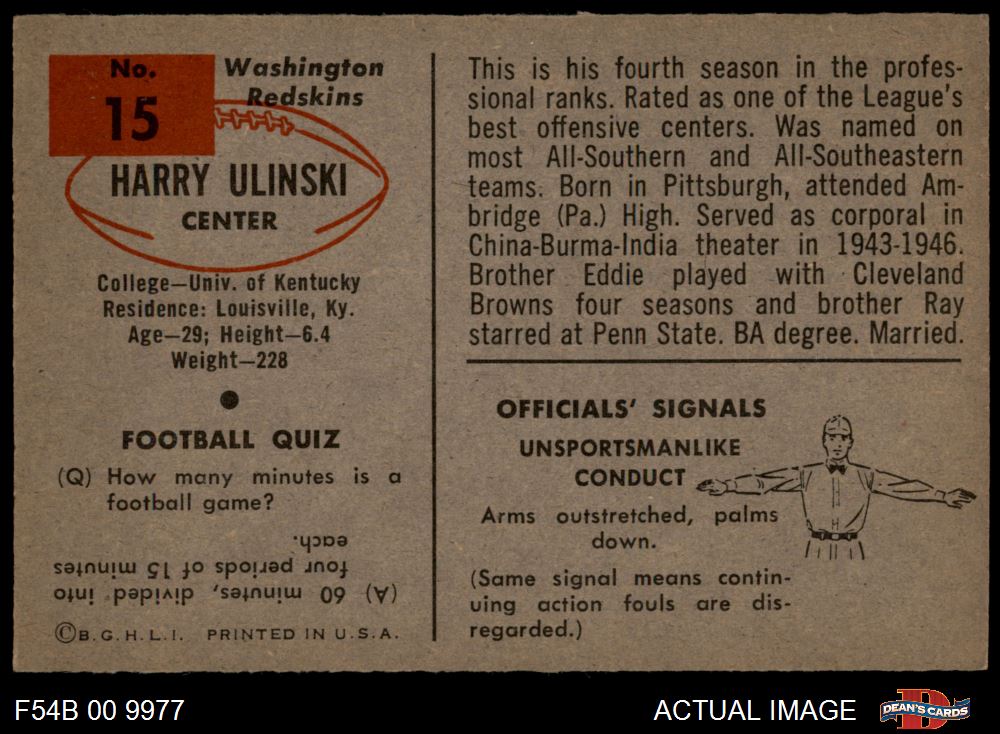 No.
15
Washington
Redskins
HARRY ULINSKI
CENTER
College—Univ. of Kentucky
Residence: Louisville, Ky.
Age—29; Height—6.4
Weight—228
FOOTBALL QUIZ
(Q) How many minutes is a
football game?
(A) 60 minutes, divided into
four periods of 15 minutes
each.
©B.G.H.L.I. PRINTED IN U.S.A.
This is his fourth season in the profes-
sional ranks. Rated as one of the League's
best offensive centers. Was named on
most All-Southern and All-Southeastern
teams. Born in Pittsburgh, attended Am-
bridge (Pa.) High. Served as corporal in
China-Burma-India theater in 1943-1946.
Brother Eddie played with Cleveland
Browns four seasons and brother Ray
starred at Penn State. BA degree. Married.
OFFICIALS' SIGNALS
UNSPORTSMANLIKE
CONDUCT
Arms outstretched, palms
down.
(Same signal means contin-
uing action fouls are dis-
regarded.)
F54B 00 9977
ACTUAL IMAGE
DEAN'S CARDS